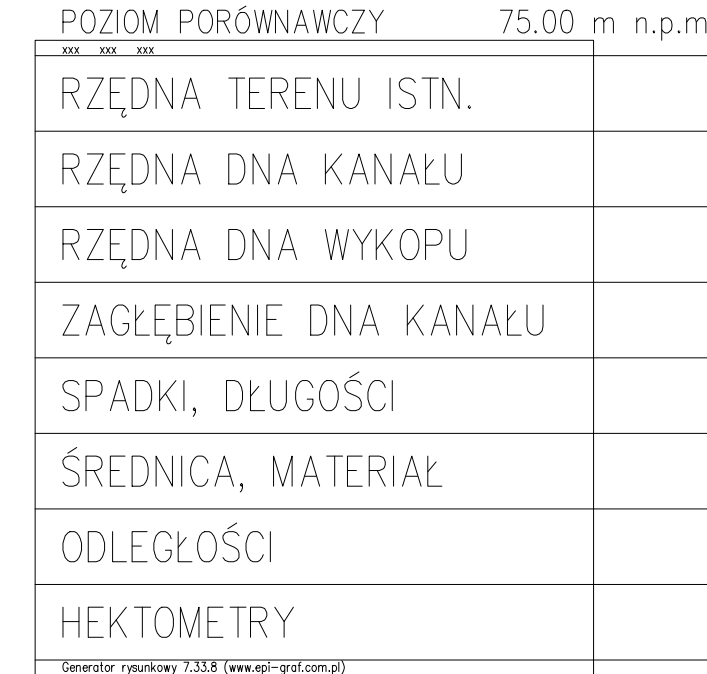 POZIOM PORÓWNAWCZY 75.00 m n.p.m
xxx xxx xxx
RZĘDNA TERENU ISTN.
RZĘDNA DNA KANAŁU
RZĘDNA DNA WYKOPU
ZAGŁĘBIENIE DNA KANAŁU
SPADKI, DŁUGOŚCI
ŚREDNICA, MATERIAŁ
ODLEGŁOŚCI
HEKTOMETRY
Generator rysunkowy 7.33.8 (www.epi-graf.com.pl)